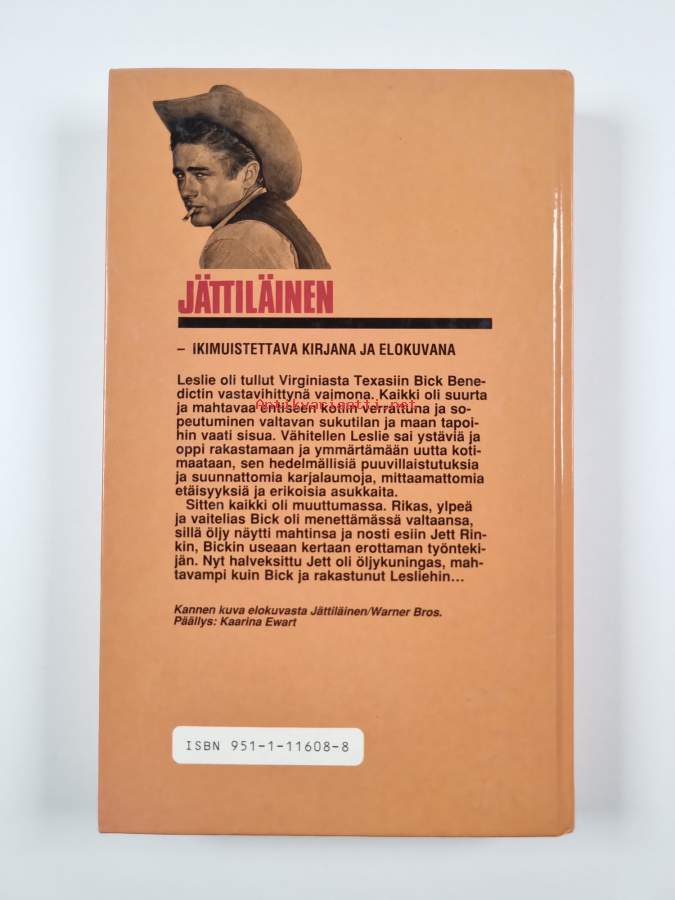 JÄTTILÄINEN
– IKIMUISTETTAVA KIRJANA JA ELOKUVANA
Leslie oli tullut Virginiasta Texasiin Bick Bene-
dictin vastavihittynä vaimona. Kaikki oli suurta
ja mahtavaa entiseen kotiin verrattuna ja so-
Antikvariaatti.net
peutuminen valtavan sukutilan ja maan tapoi-
hin vaati sisua. Vähitellen Leslie sai ystäviä ja
oppi rakastamaan ja ymmärtämään uutta koti-
maataan, sen hedelmällisiä puuvillaistutuksia
ja suunnattomia karjalaumoja, mittaamattomia
etäisyyksiä ja erikoisia asukkaita.
Sitten kaikki oli muuttumassa. Rikas, ylpeä
ja vaitelias Bick oli menettämässä valtaansa,
sillä öljy näytti mahtinsa ja nosti esiin Jett Rin-
kin, Bickin useaan kertaan erottaman työnteki-
jän. Nyt halveksittu Jett oli öljykuningas, mah-
tavampi kuin Bick ja rakastunut Lesliehin...
Kannen kuva elokuvasta Jättiläinen/Warner Bros.
Päällys: Kaarina Ewart
ISBN 951-1-11608-8